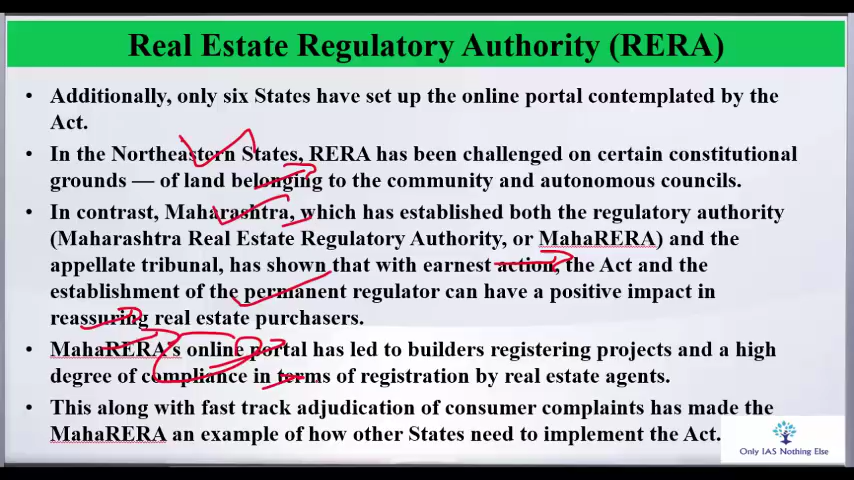 Real Estate Regulatory Authority (RERA)
• Additionally, only six States have set up the online portal contemplated by the
Act.
• In the Northeastern States, RERA has been challenged on certain constitutional
grounds — of land belonging to the community and autonomous councils.
• In contrast, Maharashtra, which has established both the regulatory authority
(Maharashtra Real Estate Regulatory Authority, or MahaRERA) and the
appellate tribunal, has shown that with earnest action, the Act and the
establishment of the permanent regulator can have a positive impact in
reassuring real estate purchasers.
• MahaRERA's online portal has led to builders registering projects and a high
degree of compliance in terms of registration by real estate agents.
• This along with fast track adjudication of consumer complaints has made the
MahaRERA an example of how other States need to implement the Act.
Only IAS Nothing Else